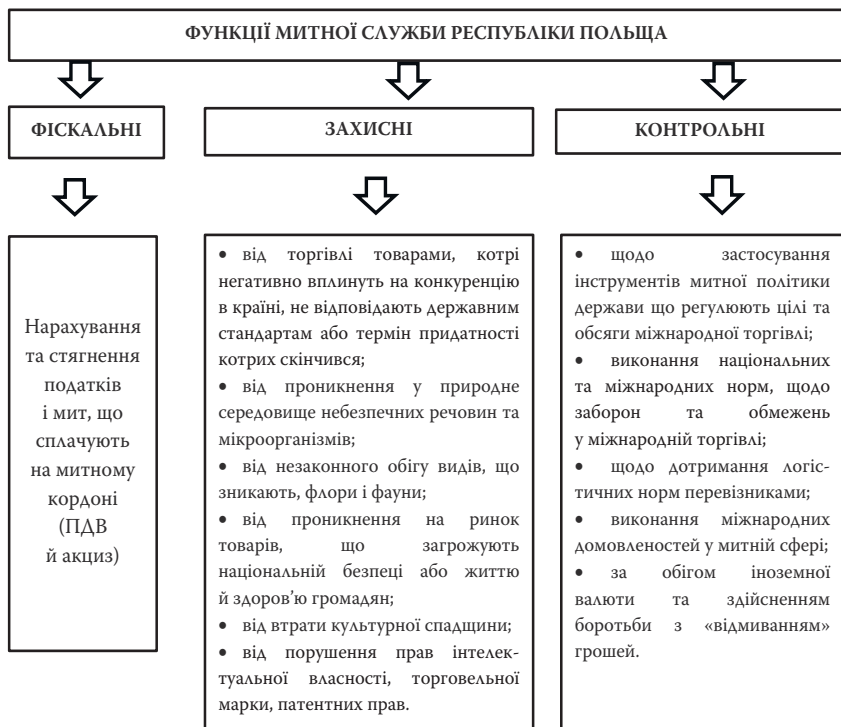 ФУНКЦІЇ МИТНОЇ СЛУЖБИ РЕСПУБЛІКИ ПОЛЬЩА
ФІСКАЛЬНІ
ЗАХИСНІ
КОНТРОЛЬНІ
Нарахування
та стягнення
податків
і мит, що
сплачують
на митному
кордоні
(ПДВ
й акциз)
• від торгівлі товарами, котрі
негативно вплинуть на конкуренцію
в країні, не відповідають державним
стандартам або термін придатності
котрих скінчився;
• від проникнення у природне
середовище небезпечних речовин та
мікроорганізмів;
• від незаконного обігу видів, що
зникають, флори і фауни;
• від проникнення на ринок
товарів, що загрожують
національній безпеці або життю
й здоров’ю громадян;
• від втрати культурної спадщини;
• від порушення прав інтелек-
туальної власності, торговельної
марки, патентних прав.
• щодо застосування
інструментів митної політики
держави що регулюють цілі та
обсяги міжнародної торгівлі;
• виконання національних
та міжнародних норм, щодо
заборон та обмежень
у міжнародній торгівлі;
• щодо дотримання логіс-
тичних норм перевізниками;
• виконання міжнародних
домовленостей у митній сфері;
• за обігом іноземної
валюти та здійсненням
боротьби з «відмиванням»
грошей.